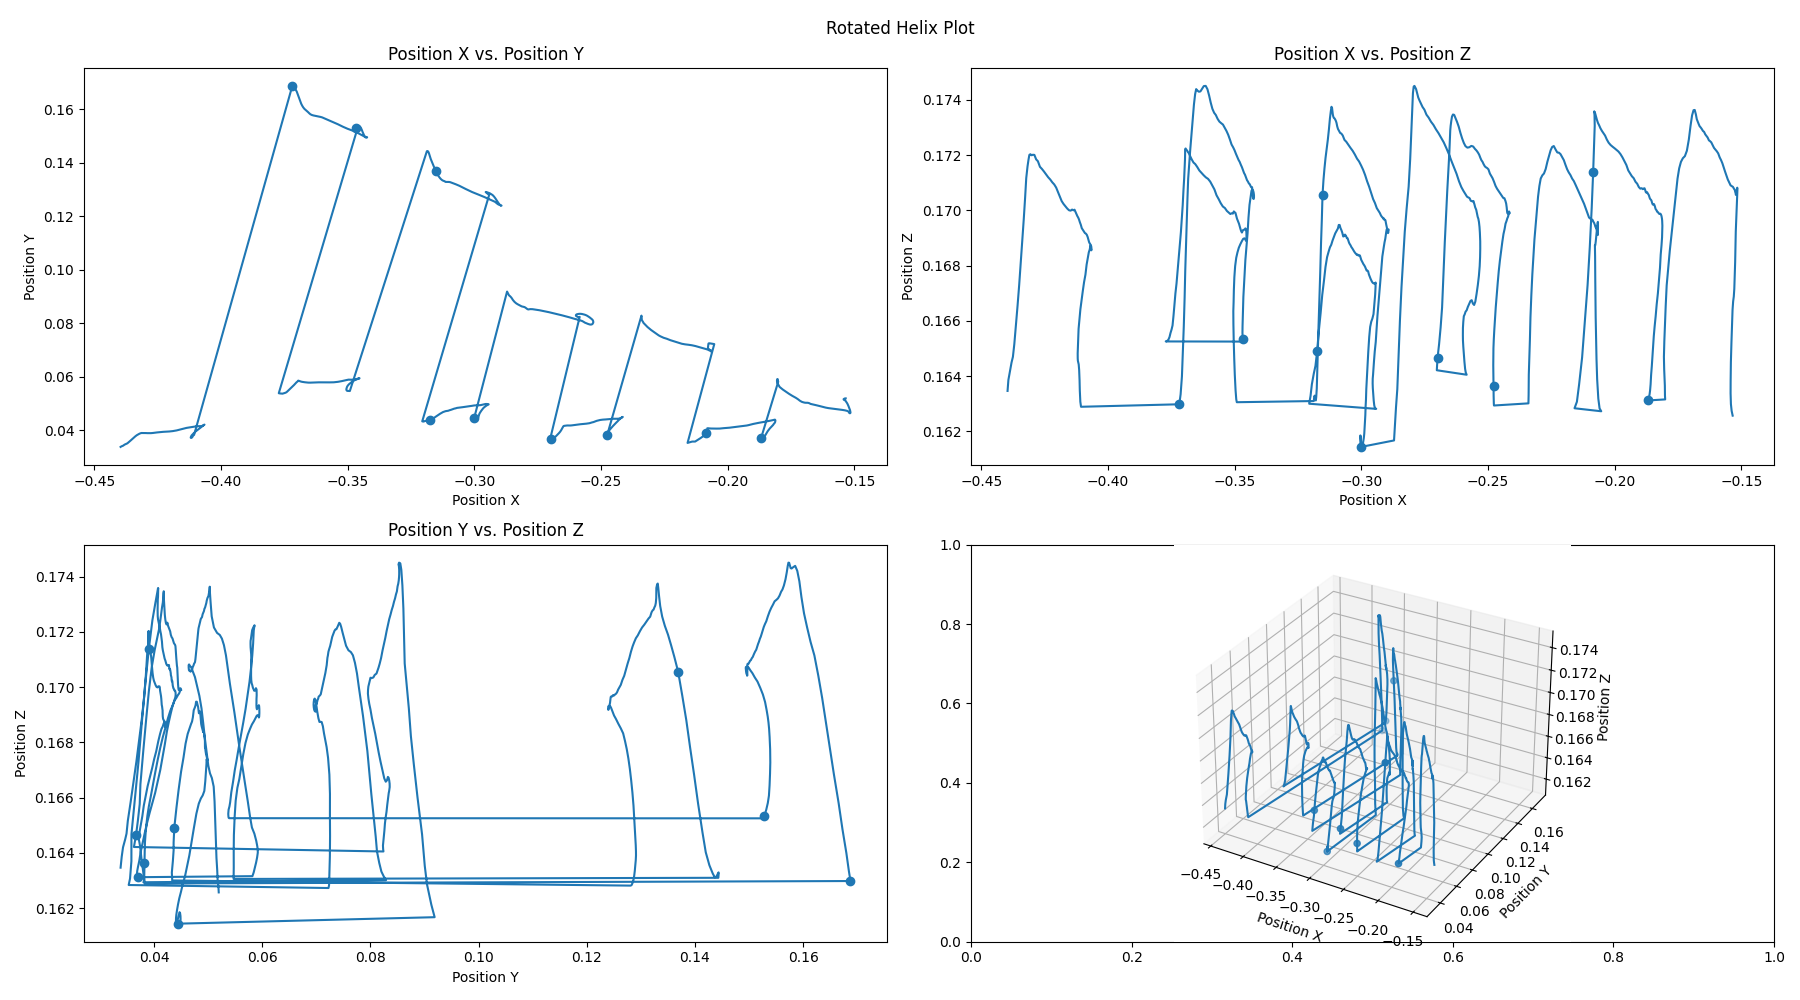 Rotated Helix Plot
Position X vs. Position Y
Position Y
0.16
0.14
0.12
0.10
0.08
0.06
0.04
−0.45 −0.40 −0.35 −0.30 −0.25 −0.20 −0.15
Position X
Position X vs. Position Z
Position Z
0.174
0.172
0.170
0.168
0.166
0.164
0.162
−0.45 −0.40 −0.35 −0.30 −0.25 −0.20 −0.15
Position X
Position Y vs. Position Z
Position Z
0.174
0.172
0.170
0.168
0.166
0.164
0.162
0.04 0.06 0.08 0.10 0.12 0.14 0.16
Position Y
1.0
0.8
0.6
0.4
0.2
0.0
0.0 0.2 0.4 0.6 0.8 1.0
−0.45 −0.40 −0.35 −0.30 −0.25 −0.20 −0.15
Position X
0.04 0.06 0.08 0.10 0.12 0.14 0.16
Position Y
0.174
0.172
0.170
0.168
0.166
0.164
0.162
Position Z